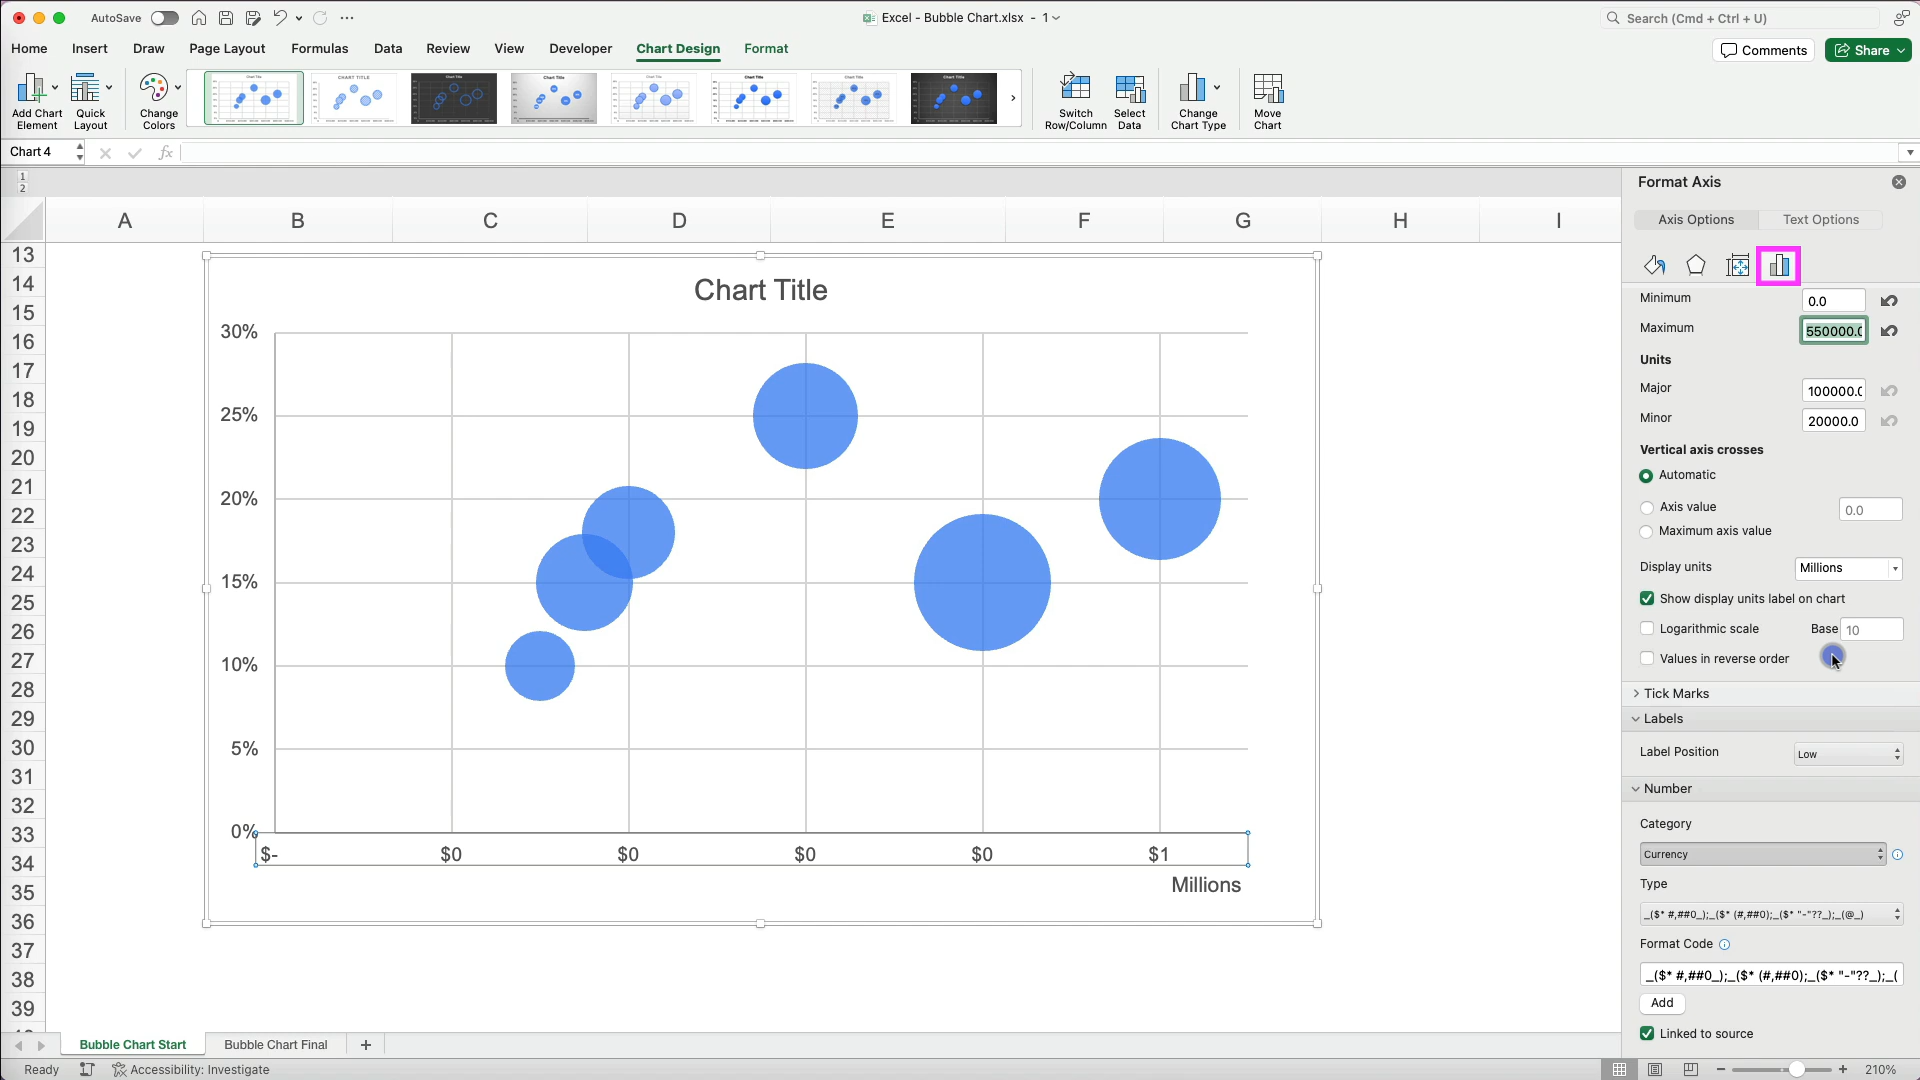 AutoSave
Excel - Bubble Chart.xlsx - 1
Search (Cmd + Ctrl + U)
Home Insert Draw Page Layout Formulas Data Review View Developer Chart Design Format
Comments Share
Add Chart Element
Quick Layout
Change Colors
Switch Row/Column
Select Data
Change Chart Type
Move Chart
Chart 4
fx
1
2
Format Axis
Axis Options Text Options
A B C D E F G H I
13
14
15
16
17
18
19
20
21
22
23
24
25
26
27
28
29
30
31
32
33
34
35
36
37
38
39
Chart Title
30%
25%
20%
15%
10%
5%
0%
$- $0 $0 $0 $0 $1
Millions
Minimum 0.0
Maximum 550000.0
Units
Major 100000.0
Minor 20000.0
Vertical axis crosses
Automatic
Axis value 0.0
Maximum axis value
Display units Millions
Show display units label on chart
Logarithmic scale Base 10
Values in reverse order
Tick Marks
Labels
Label Position Low
Number
Category
Currency
Type
_($* #,##0_);_($* (#,##0);_($* "-"??_);_(@_)
Format Code
_($* #,##0_);_($* (#,##0);_($* "-"??_);_(
Add
Linked to source
Bubble Chart Start Bubble Chart Final +
Ready Accessibility: Investigate
210%